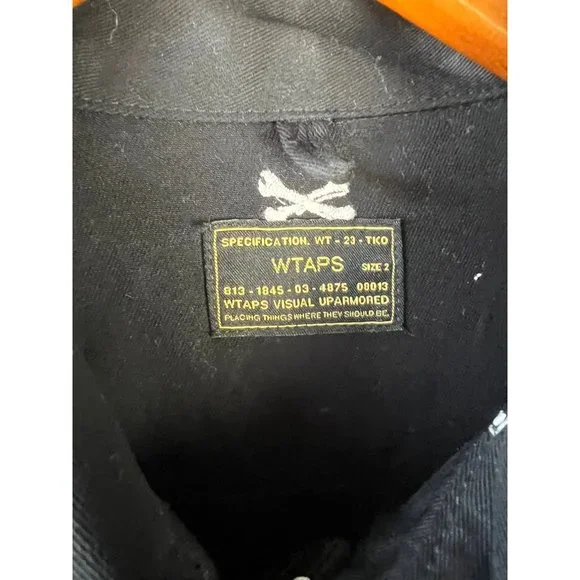 SPECIFICATION. WT - 23 - TKO
WTAPS SIZE 2
813 - 1845 - 03 - 4875 08013
WTAPS VISUAL UPARMORED
PLACING THINGS WHERE THEY SHOULD BE.